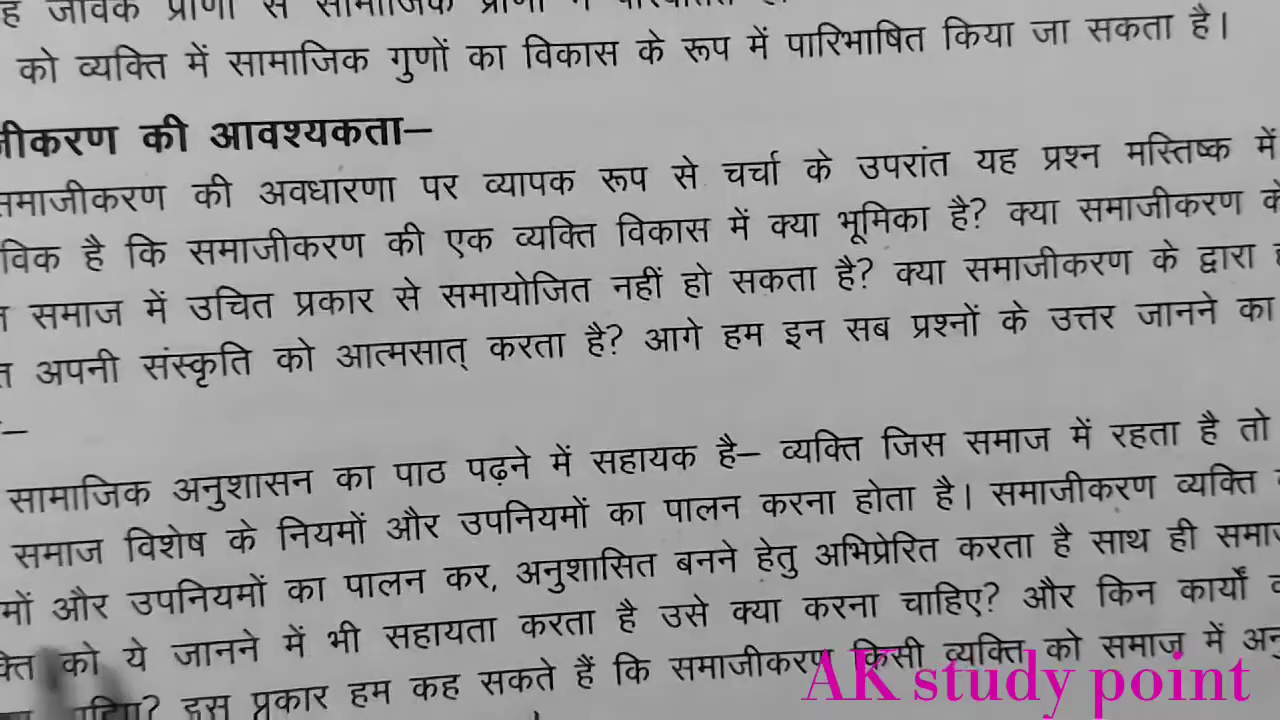 को व्यक्ति में सामाजिक गुणों का विकास के रूप में पारिभाषित किया जा सकता है।
जीकरण की आवश्यकता–
समाजीकरण की अवधारणा पर व्यापक रूप से चर्चा के उपरांत यह प्रश्न मस्तिष्क में
विक है कि समाजीकरण की एक व्यक्ति विकास में क्या भूमिका है? क्या समाजीकरण के
समाज में उचित प्रकार से समायोजित नहीं हो सकता है? क्या समाजीकरण के द्वारा
अपनी संस्कृति को आत्मसात् करता है? आगे हम इन सब प्रश्नों के उत्तर जानने का
–
सामाजिक अनुशासन का पाठ पढ़ने में सहायक है– व्यक्ति जिस समाज में रहता है तो
समाज विशेष के नियमों और उपनियमों का पालन करना होता है। समाजीकरण व्यक्ति
मों और उपनियमों का पालन कर, अनुशासित बनने हेतु अभिप्रेरित करता है साथ ही समाज
क्ति को ये जानने में भी सहायता करता है उसे क्या करना चाहिए? और किन कार्यों
इस प्रकार हम कह सकते हैं कि समाजीकरण किसी व्यक्ति को समाज में
AK study point